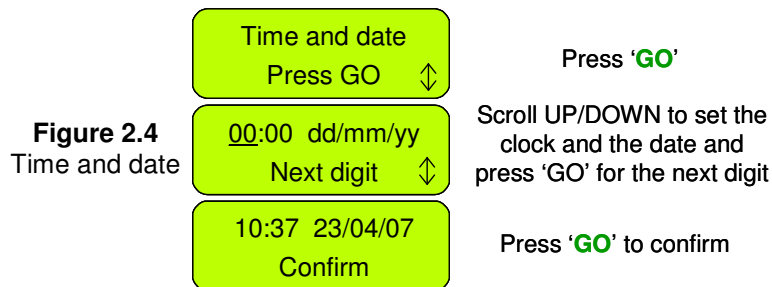 Time and date
Press GO ↕
Press ‘GO’
Figure 2.4
Time and date
00:00 dd/mm/yy
Next digit ↕
Scroll UP/DOWN to set the
clock and the date and
press ‘GO’ for the next digit
10:37 23/04/07
Confirm
Press ‘GO’ to confirm